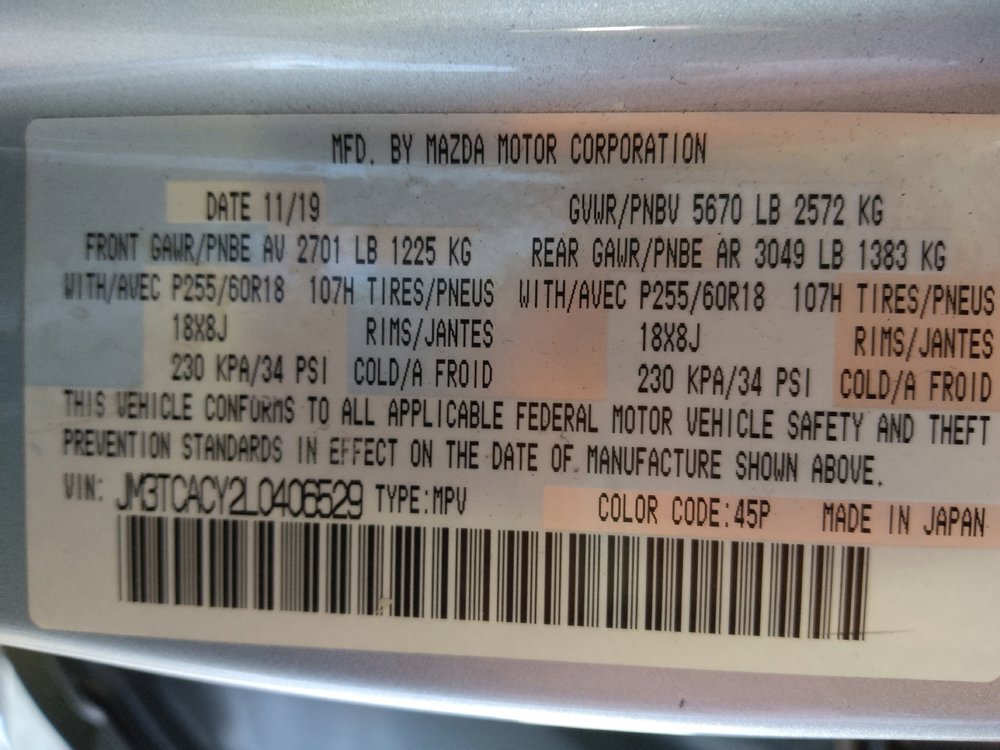 MFD. BY MAZDA MOTOR CORPORATION
DATE 11/19 GVWR/PNBV 5670 LB 2572 KG
FRONT GAWR/PNBE AV 2701 LB 1225 KG REAR GAWR/PNBE AR 3049 LB 1383 KG
WITH/AVEC P255/60R18 107H TIRES/PNEUS WITH/AVEC P255/60R18 107H TIRES/PNEUS
18X8J RIMS/JANTES 18X8J RIMS/JANTES
230 KPA/34 PSI COLD/A FROID 230 KPA/34 PSI COLD/A FROID
THIS VEHICLE CONFORMS TO ALL APPLICABLE FEDERAL MOTOR VEHICLE SAFETY AND THEFT
PREVENTION STANDARDS IN EFFECT ON THE DATE OF MANUFACTURE SHOWN ABOVE.
VIN: JM3TCACY2L0406529 TYPE:MPV COLOR CODE:45P MADE IN JAPAN